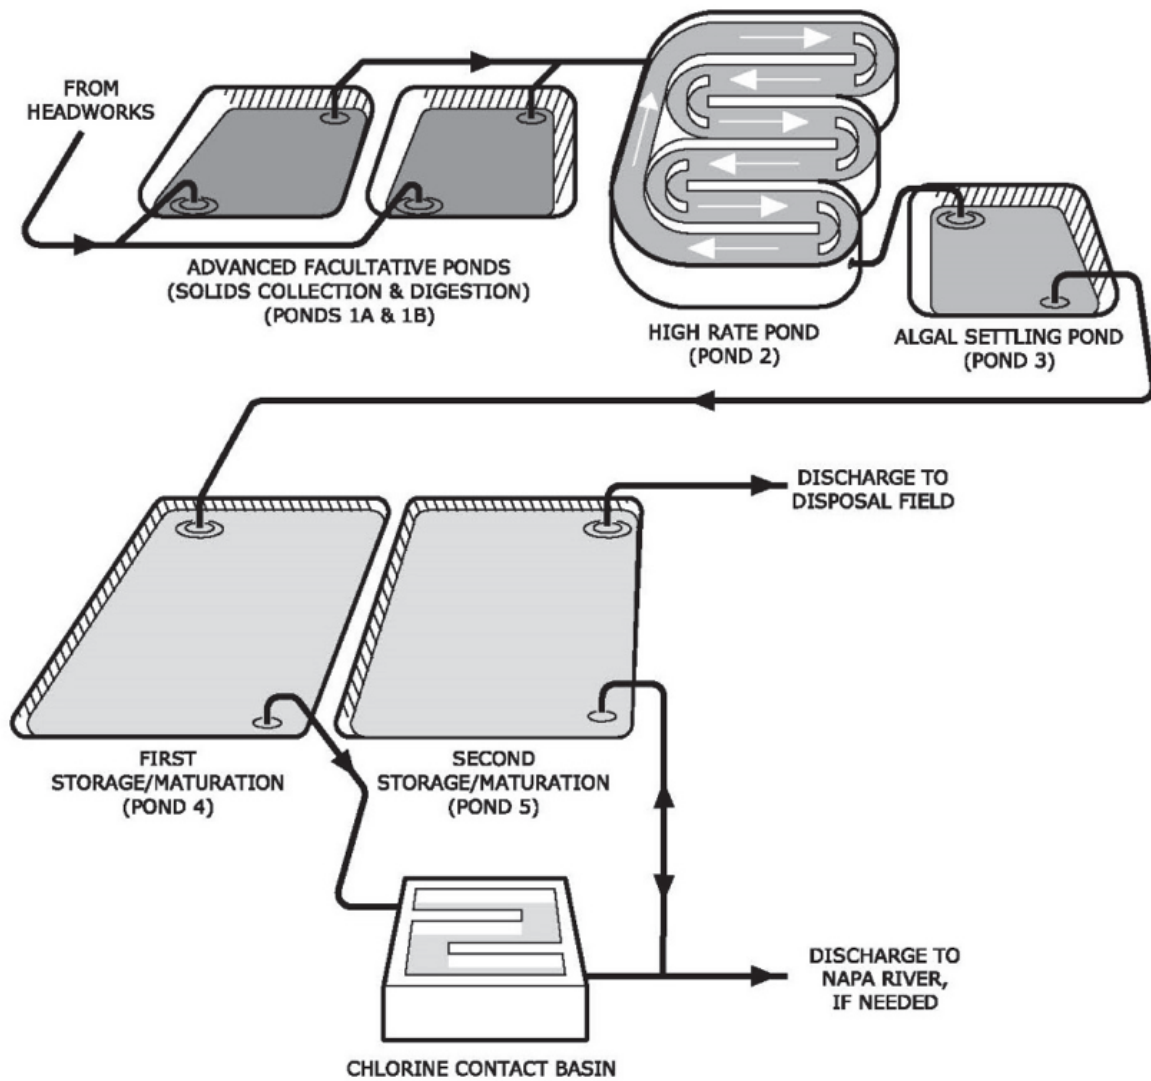 FROM
HEADWORKS
ADVANCED FACULTATIVE PONDS
(SOLIDS COLLECTION & DIGESTION)
(PONDS 1A & 1B)
HIGH RATE POND
(POND 2)
ALGAL SETTLING POND
(POND 3)
DISCHARGE TO
DISPOSAL FIELD
FIRST
STORAGE/MATURATION
(POND 4)
SECOND
STORAGE/MATURATION
(POND 5)
DISCHARGE TO
NAPA RIVER,
IF NEEDED
CHLORINE CONTACT BASIN